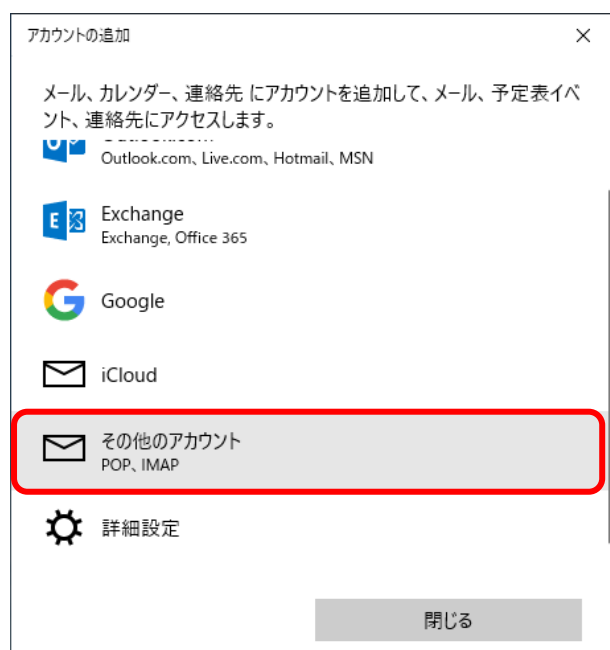 アカウントの追加
メール、カレンダー、連絡先 にアカウントを追加して、メール、予定表イベ
ント、連絡先にアクセスします。
Outlook.com、Live.com、Hotmail、MSN
Exchange
Exchange, Office 365
Google
iCloud
その他のアカウント
POP、IMAP
詳細設定
閉じる